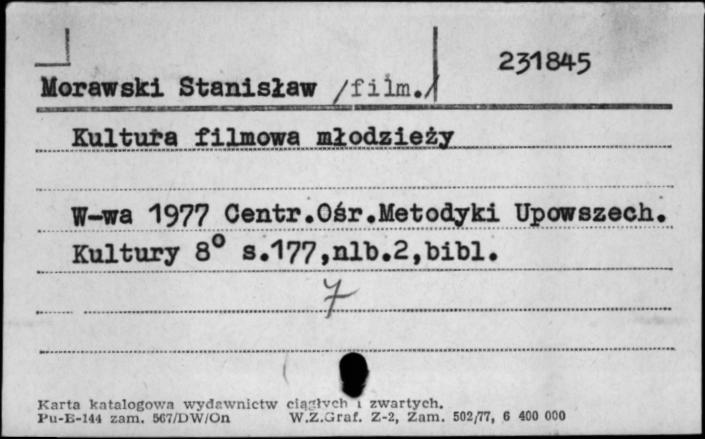 231845
Morawski Stanisław /film./
Kultura filmowa młodzieży
W-wa 1977 Centr.Ośr.Metodyki Upowszech.
Kultury 8° s.177,nlb.2,bibl.
7
Karta katalogowa wydawnictw ciągłych i zwartych.
Pu-E-144 zam. 567/DW/On W.Z.Graf. Z-2, Zam. 502/77, 6 400 000